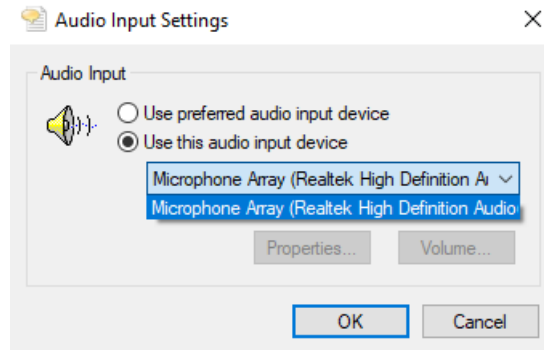 Audio Input Settings
Audio Input
Use preferred audio input device
Use this audio input device
Microphone Array (Realtek High Definition
Microphone Array (Realtek High Definition Audio
Properties...
Volume...
OK
Cancel